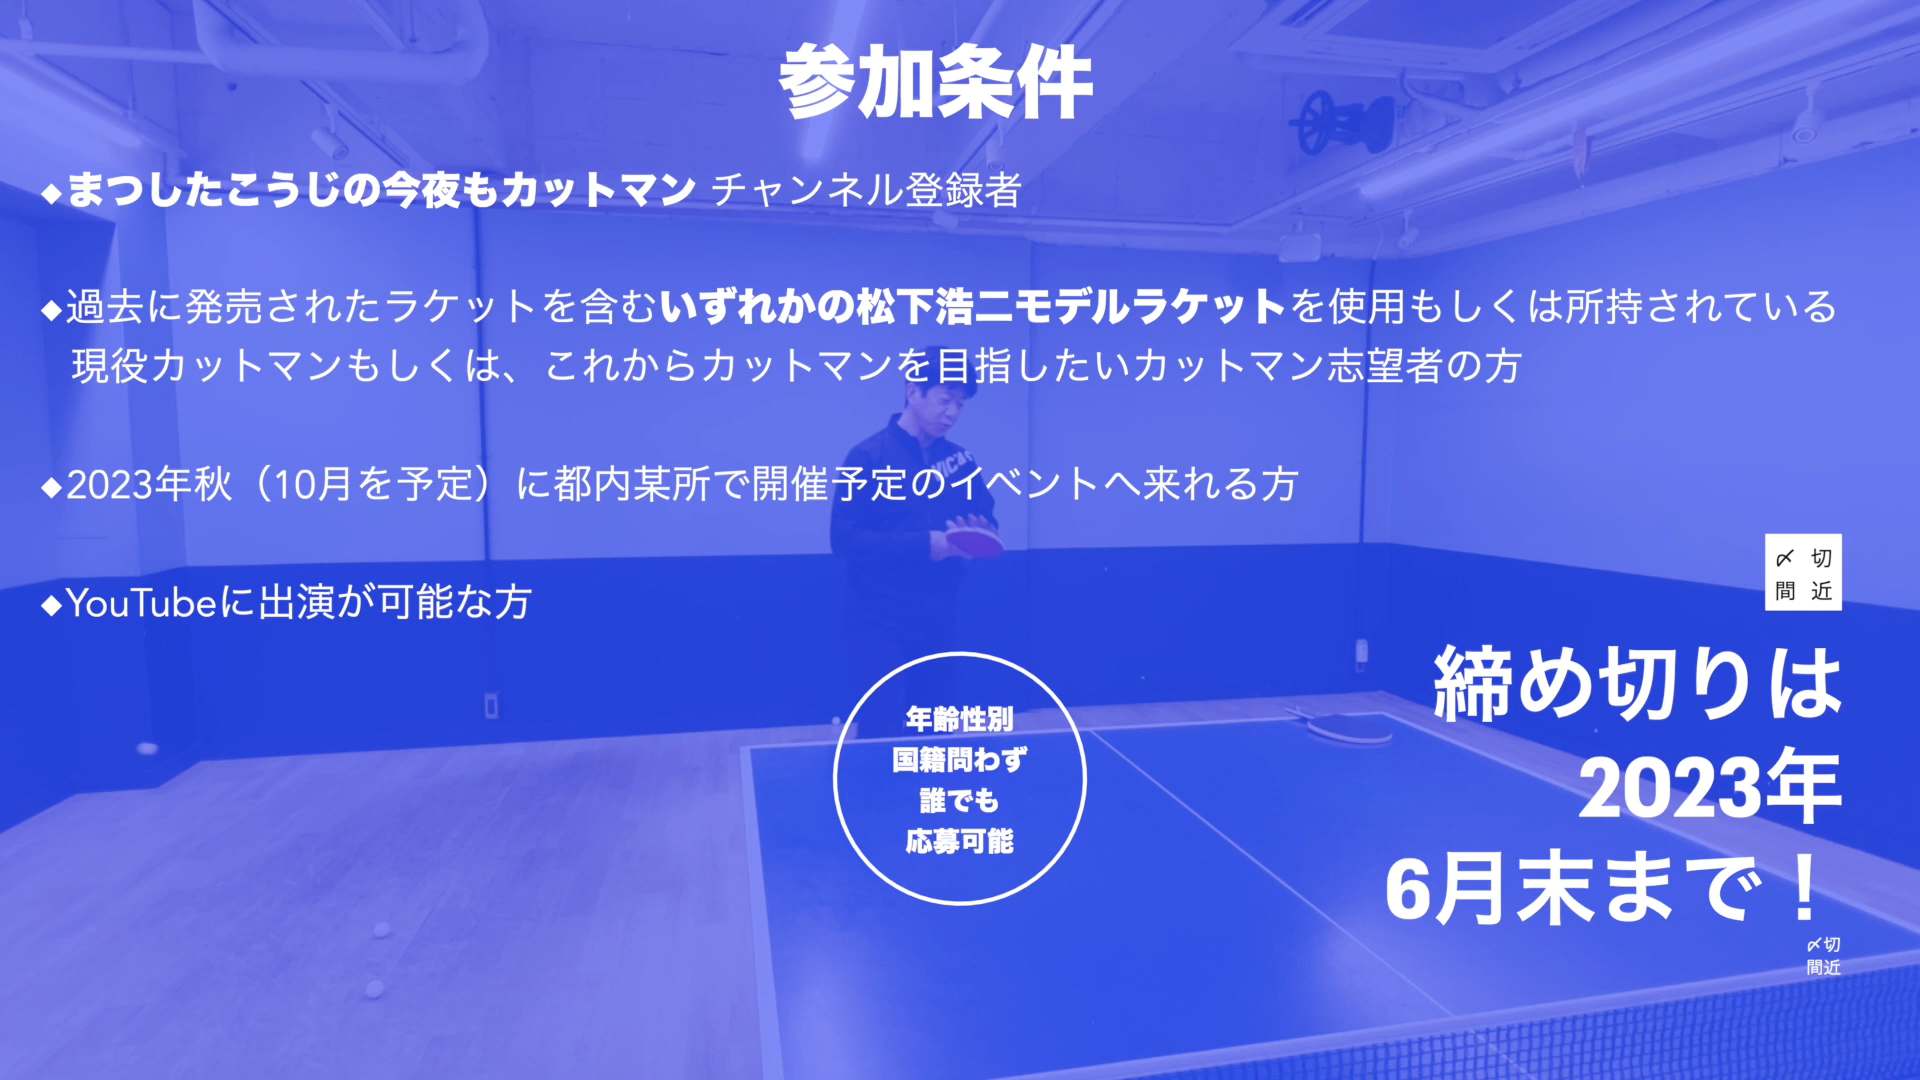 参加条件
◆まつしたこうじの今夜もカットマン チャンネル登録者
◆過去に発売されたラケットを含むいずれかの松下浩二モデルラケットを使用もしくは所持されている
現役カットマンもしくは、これからカットマンを目指したいカットマン志望者の方
◆2023年秋（10月を予定）に都内某所で開催予定のイベントへ来れる方
◆YouTubeに出演が可能な方
年齢性別
国籍問わず
誰でも
応募可能
〆切
間近
締め切りは
2023年
6月末まで！
〆切
間近